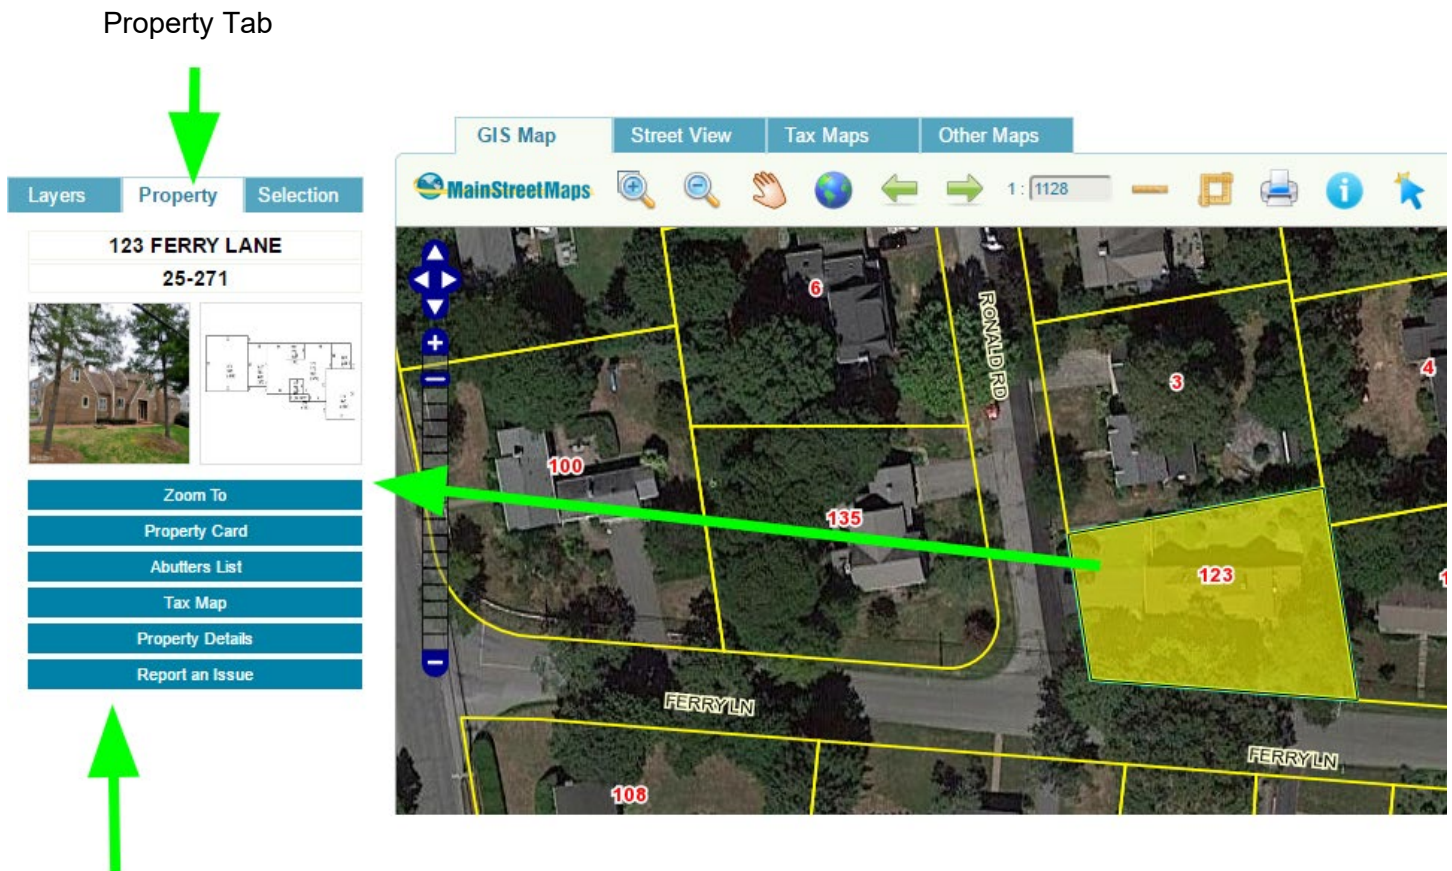 Property Tab
GIS Map
Street View
Tax Maps
Other Maps
Layers
Property
Selection
MainStreetMaps
1 : 1128
123 FERRY LANE
25-271
Zoom To
Property Card
Abutters List
Tax Map
Property Details
Report an Issue
6
RONALD RD
3
4
100
135
123
1
FERRY LN
FERRY LN
108